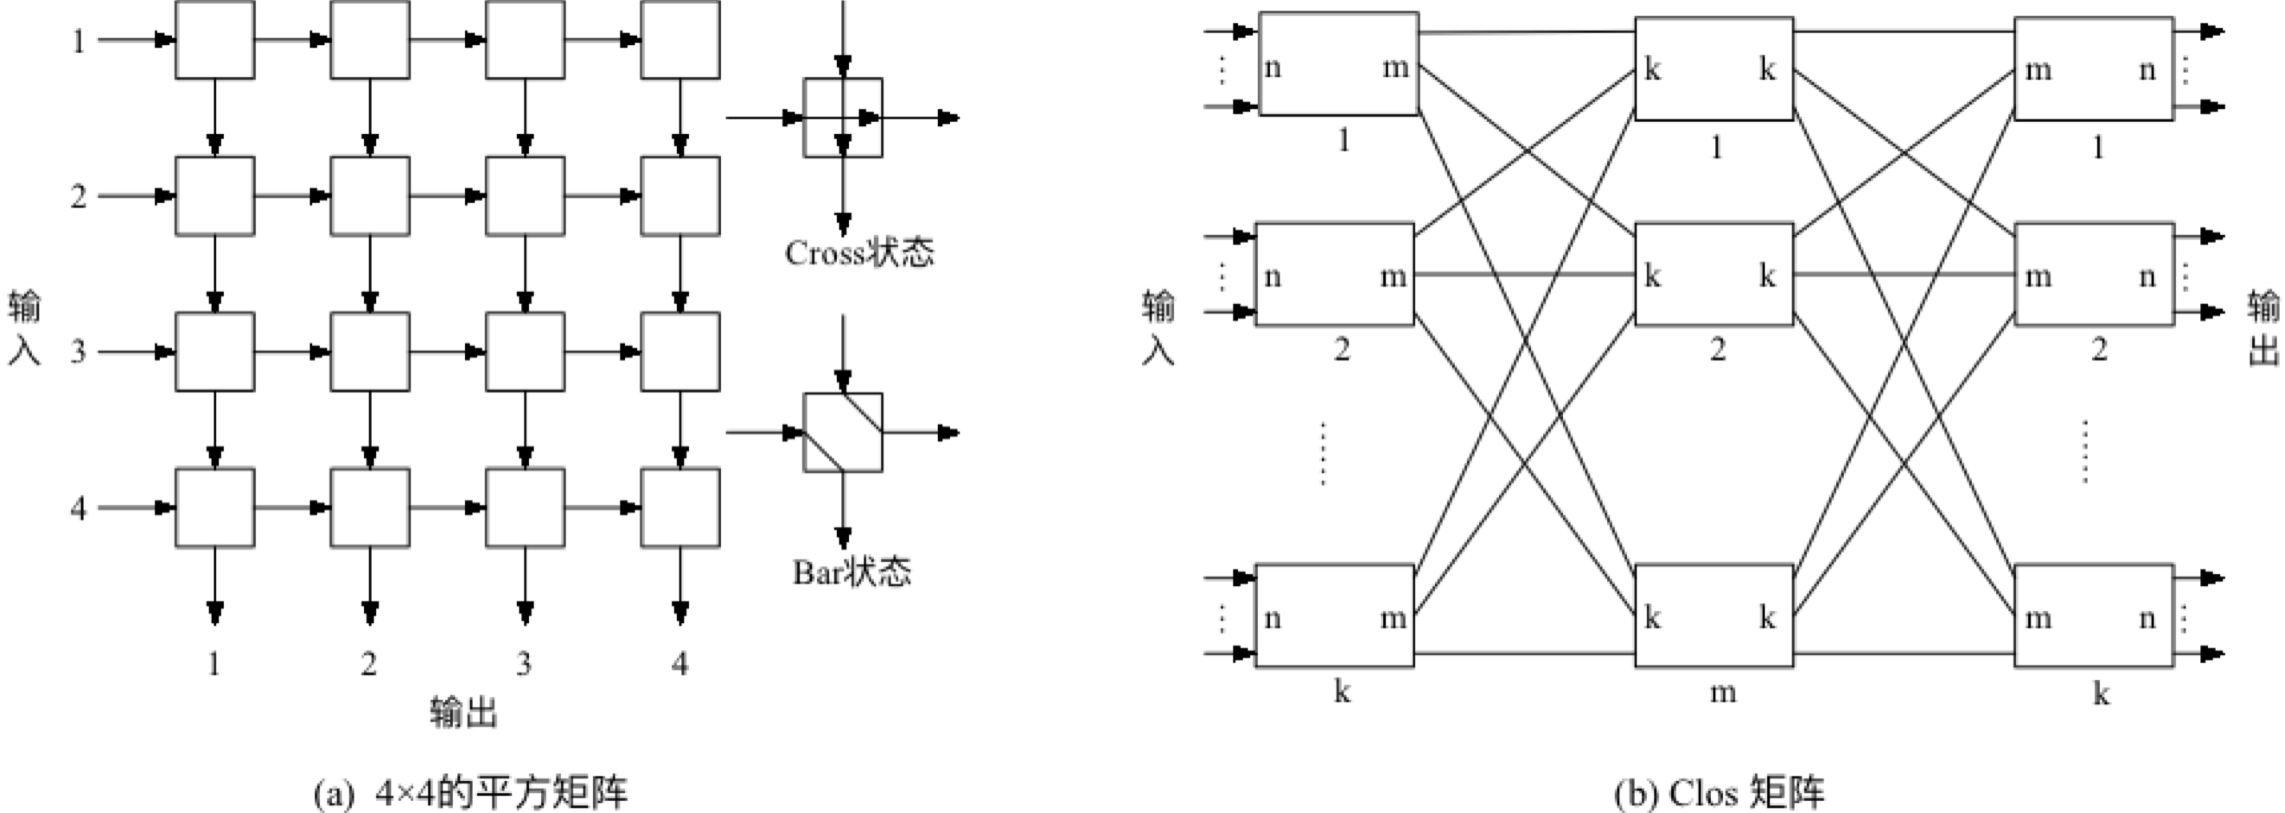 1
2
3
4
输入
1 2 3 4
输出
Cross状态
Bar状态
(a) 4×4的平方矩阵
输入
n m k k m n
1 1 1
n m k k m n
2 2 2
n m k k m n
k m k
输出
(b) Clos 矩阵